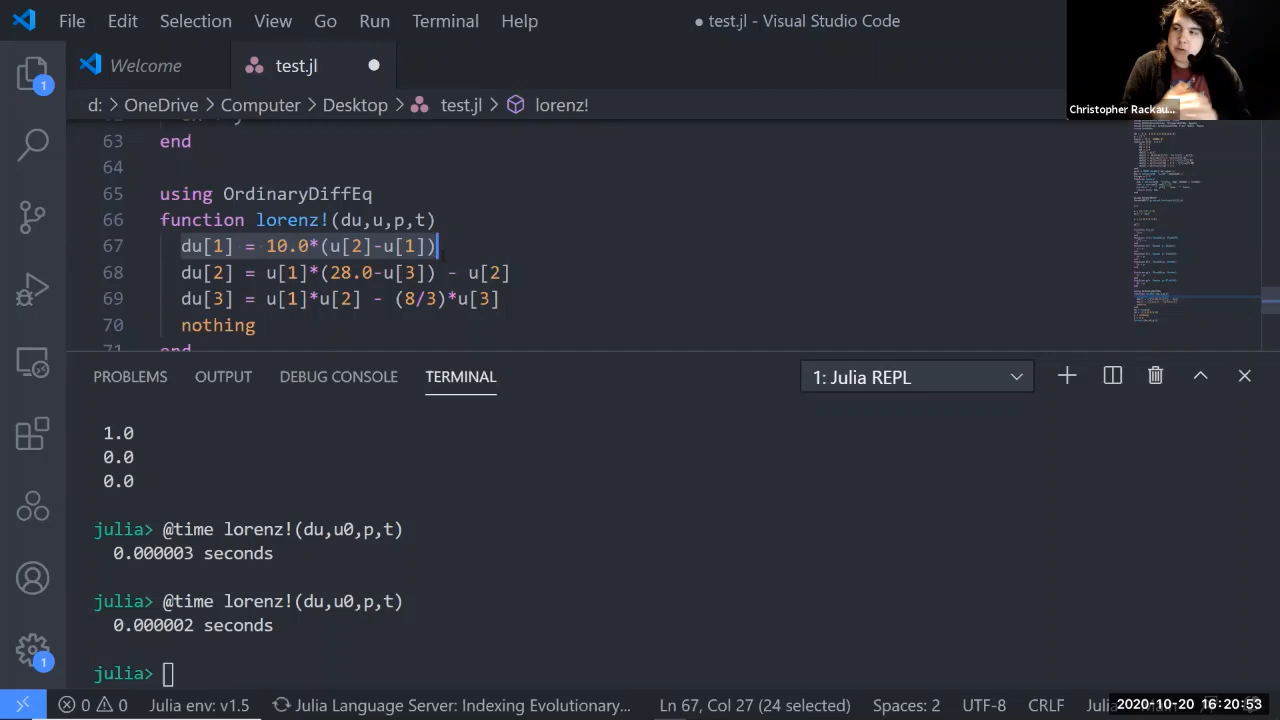 File Edit Selection View Go Run Terminal Help
● test.jl - Visual Studio Code
Christopher Rackau...
Welcome
test.jl
d: > OneDrive > Computer > Desktop > test.jl > lorenz!
63 end
64
65 using OrdinaryDiffEq
66 function lorenz!(du,u,p,t)
67 du[1] = 10.0*(u[2]-u[1])
68 du[2] = u[1]*(28.0-u[3]) - u[2]
69 du[3] = u[1]*u[2] - (8/3)*u[3]
70 nothing
71 end
PROBLEMS OUTPUT DEBUG CONSOLE TERMINAL
1: Julia REPL
1.0
0.0
0.0
julia> @time lorenz!(du,u0,p,t)
0.000003 seconds
julia> @time lorenz!(du,u0,p,t)
0.000002 seconds
julia>
1
1
0 0 Julia env: v1.5 Julia Language Server: Indexing Evolutionary... Ln 67, Col 27 (24 selected) Spaces: 2 UTF-8 CRLF
2020-10-20 16:20:53